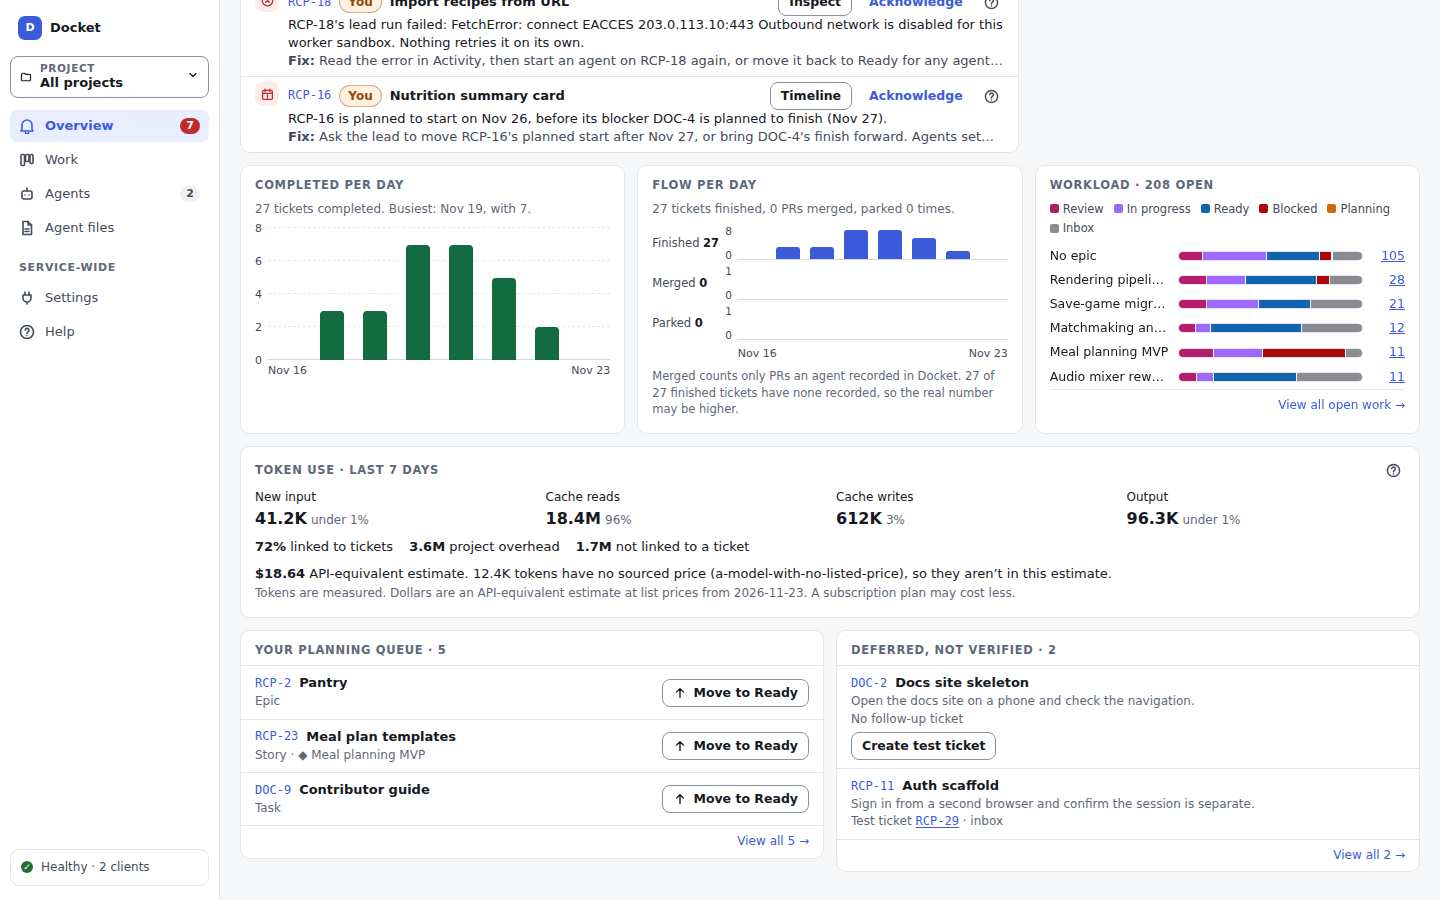 D Docket
PROJECT
All projects
Overview 7
Work
Agents 2
Agent files
SERVICE-WIDE
Settings
Help
Healthy · 2 clients
RCP-18 You Import recipes from URL Inspect Acknowledge
RCP-18's lead run failed: FetchError: connect EACCES 203.0.113.10:443 Outbound network is disabled for this
worker sandbox. Nothing retries it on its own.
Fix: Read the error in Activity, then start an agent on RCP-18 again, or move it back to Ready for any agent…
RCP-16 You Nutrition summary card Timeline Acknowledge
RCP-16 is planned to start on Nov 26, before its blocker DOC-4 is planned to finish (Nov 27).
Fix: Ask the lead to move RCP-16's planned start after Nov 27, or bring DOC-4's finish forward. Agents set…
COMPLETED PER DAY
27 tickets completed. Busiest: Nov 19, with 7.
8
6
4
2
0
Nov 16 Nov 23
FLOW PER DAY
27 tickets finished, 0 PRs merged, parked 0 times.
Finished 27 8
0
Merged 0 1
0
Parked 0 1
0
Nov 16 Nov 23
Merged counts only PRs an agent recorded in Docket. 27 of
27 finished tickets have none recorded, so the real number
may be higher.
WORKLOAD · 208 OPEN
Review In progress Ready Blocked Planning
Inbox
No epic 105
Rendering pipeli… 28
Save-game migr… 21
Matchmaking an… 12
Meal planning MVP 11
Audio mixer rew… 11
View all open work →
TOKEN USE · LAST 7 DAYS
New input Cache reads Cache writes Output
41.2K under 1% 18.4M 96% 612K 3% 96.3K under 1%
72% linked to tickets 3.6M project overhead 1.7M not linked to a ticket
$18.64 API-equivalent estimate. 12.4K tokens have no sourced price (a-model-with-no-listed-price), so they aren’t in this estimate.
Tokens are measured. Dollars are an API-equivalent estimate at list prices from 2026-11-23. A subscription plan may cost less.
YOUR PLANNING QUEUE · 5
RCP-2 Pantry
Epic
↑ Move to Ready
RCP-23 Meal plan templates
Story · ◆ Meal planning MVP
↑ Move to Ready
DOC-9 Contributor guide
Task
↑ Move to Ready
View all 5 →
DEFERRED, NOT VERIFIED · 2
DOC-2 Docs site skeleton
Open the docs site on a phone and check the navigation.
No follow-up ticket
Create test ticket
RCP-11 Auth scaffold
Sign in from a second browser and confirm the session is separate.
Test ticket RCP-29 · inbox
View all 2 →